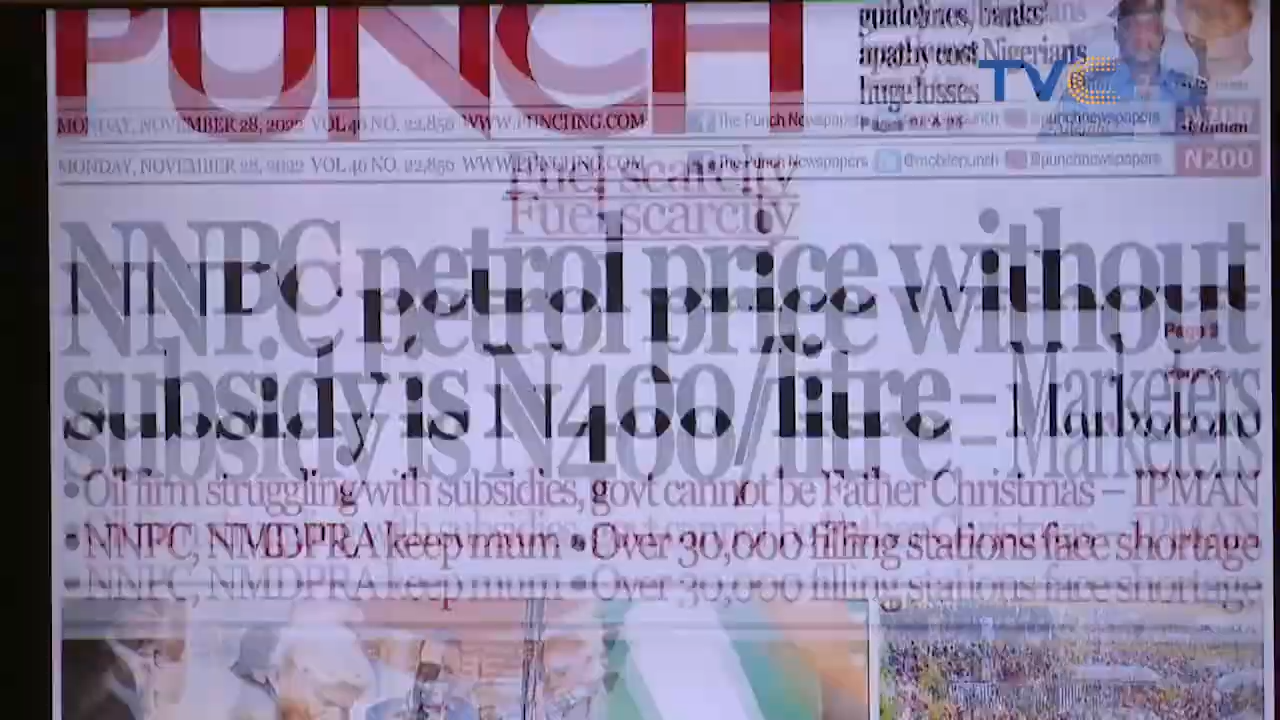 PUNCH
guidelines, banks'
apathy cost Nigerians
huge losses
TVC
MONDAY, NOVEMBER 28, 2022 VOL 46 NO. 22,856 WWW.PUNCHNG.COM
The Punch Newspapers @mobilepunch @punchnewspapers N200
Fuel scarcity
NNPC petrol price without
subsidy is N400/litre – Marketers
•Oil firm struggling with subsidies, govt cannot be Father Christmas – IPMAN
•NNPC, NMDPRA keep mum •Over 30,000 filling stations face shortage